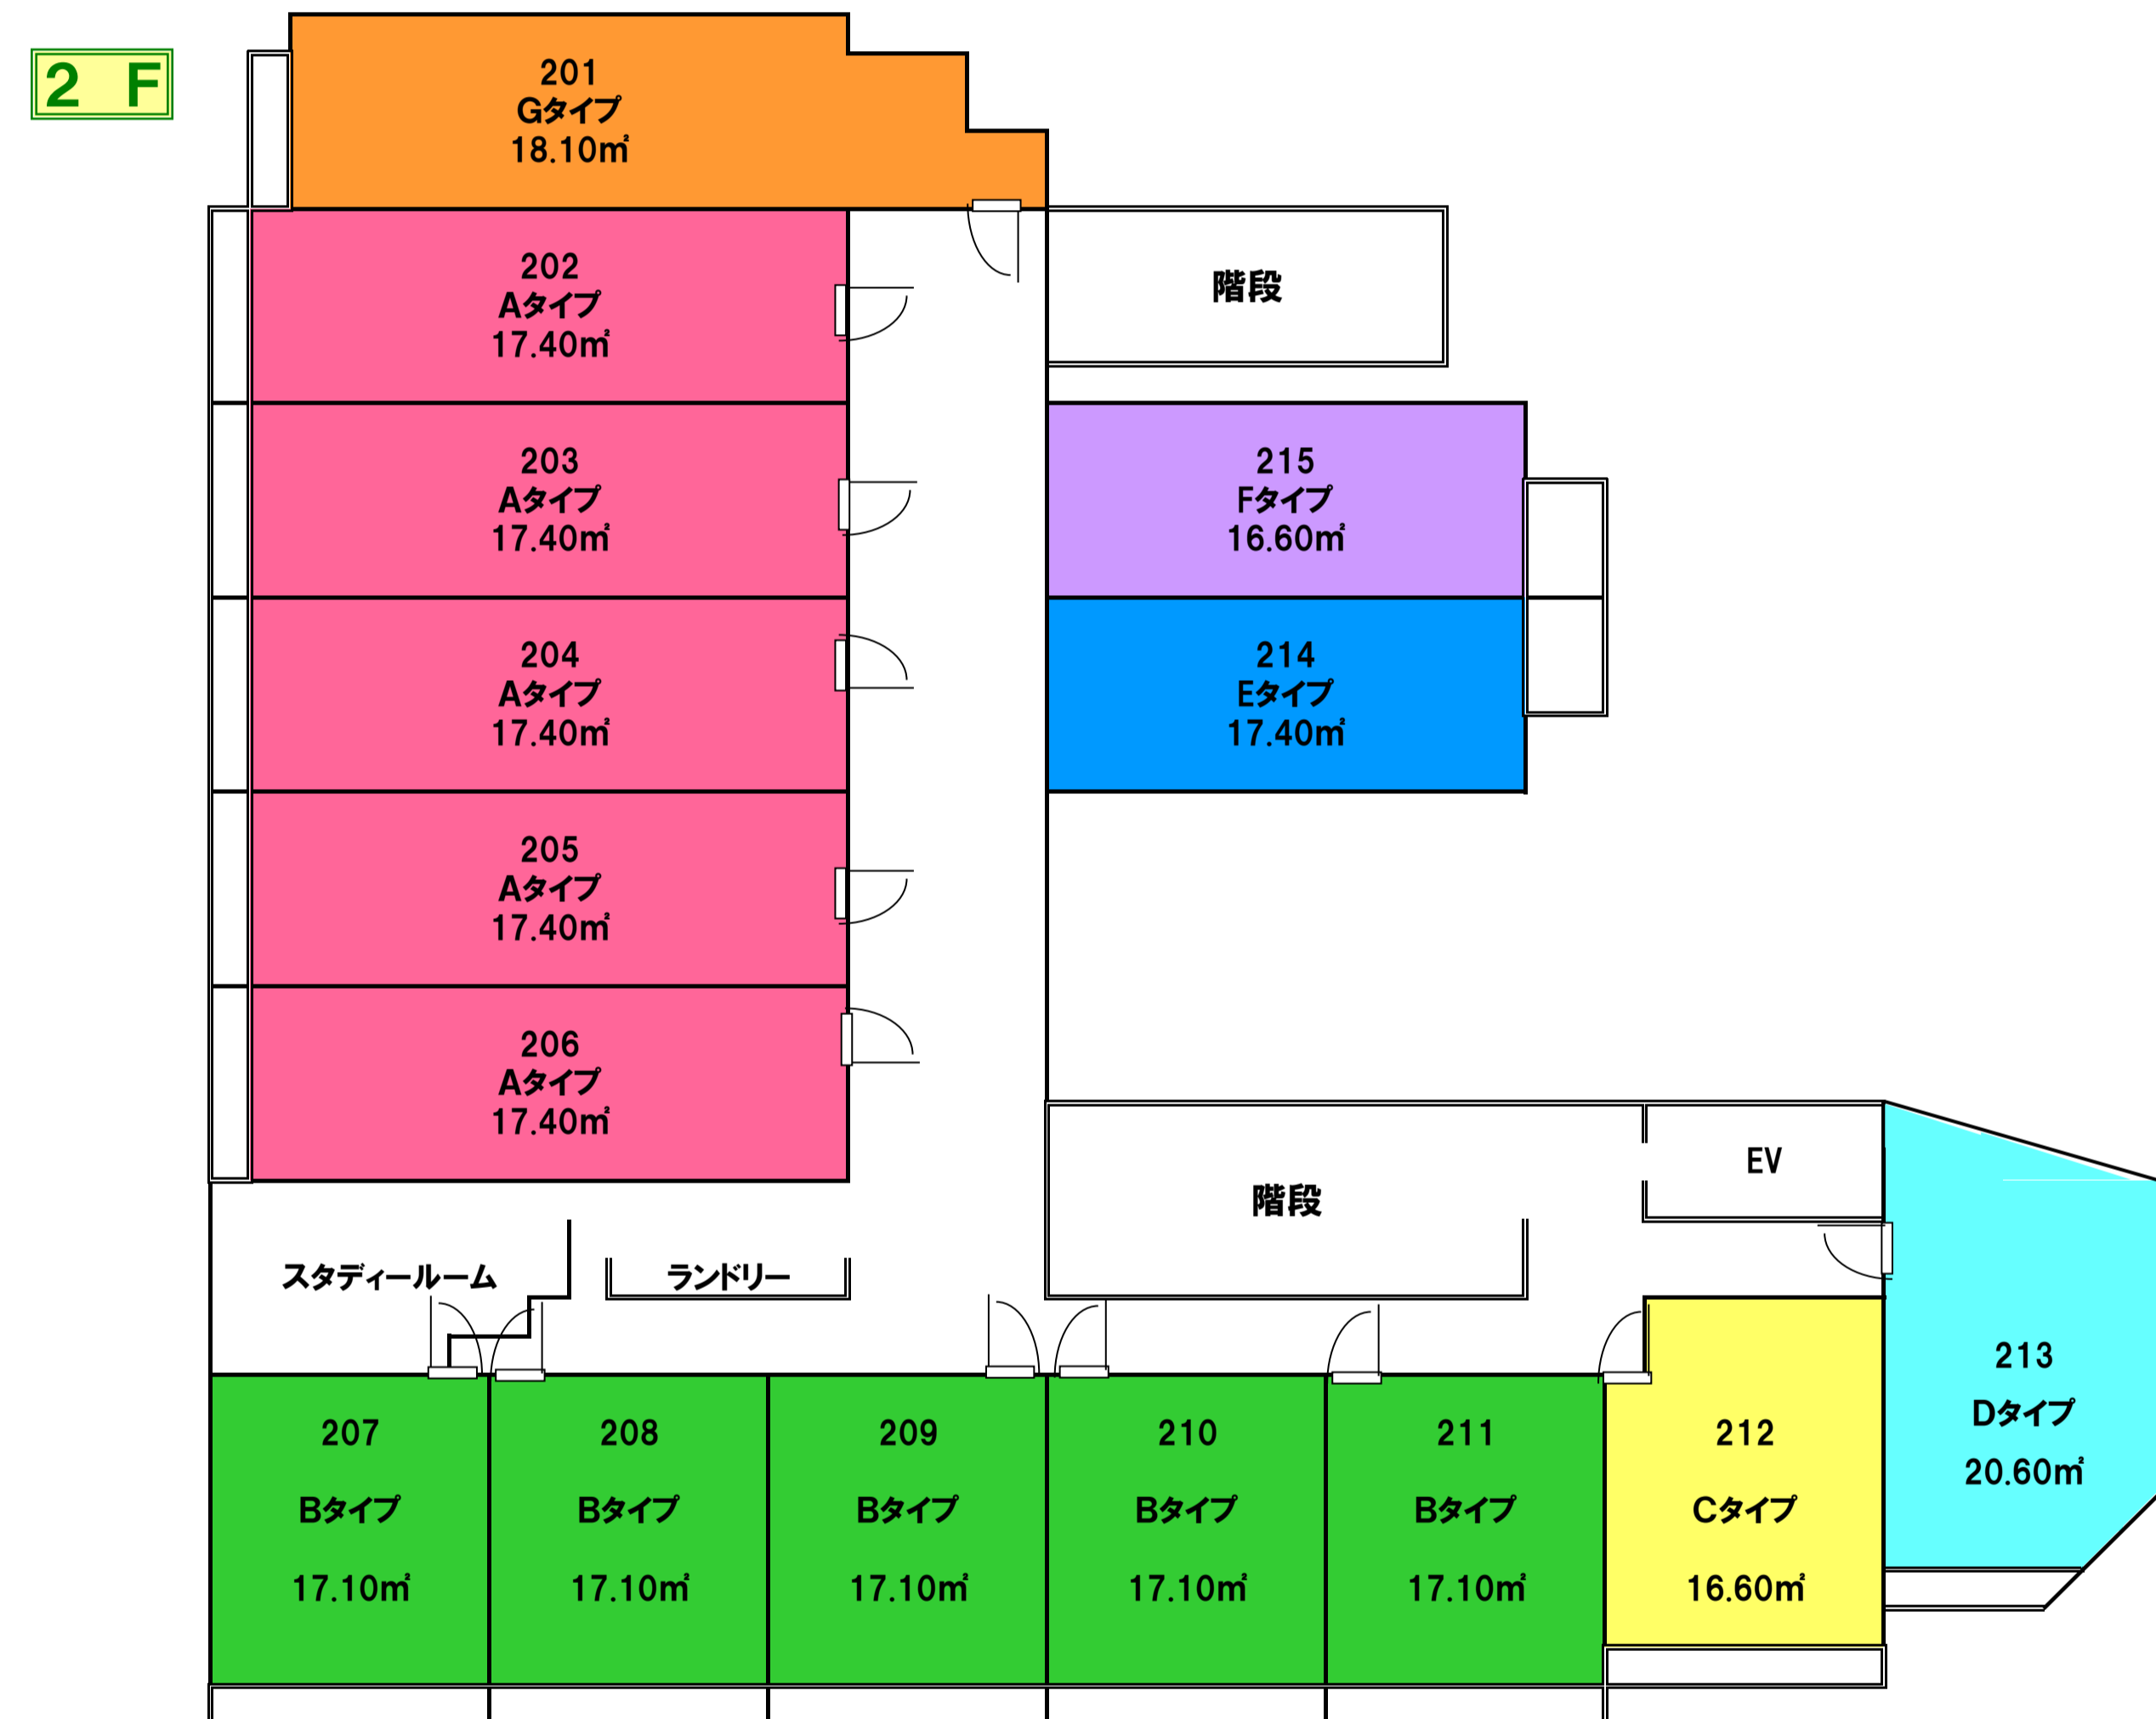 2 F
201
Gタイプ
18.10㎡
202
Aタイプ
17.40㎡
階段
203
Aタイプ
17.40㎡
215
Fタイプ
16.60㎡
204
Aタイプ
17.40㎡
214
Eタイプ
17.40㎡
205
Aタイプ
17.40㎡
206
Aタイプ
17.40㎡
階段
EV
スタディールーム
ランドリー
207
Bタイプ
17.10㎡
208
Bタイプ
17.10㎡
209
Bタイプ
17.10㎡
210
Bタイプ
17.10㎡
211
Bタイプ
17.10㎡
212
Cタイプ
16.60㎡
213
Dタイプ
20.60㎡